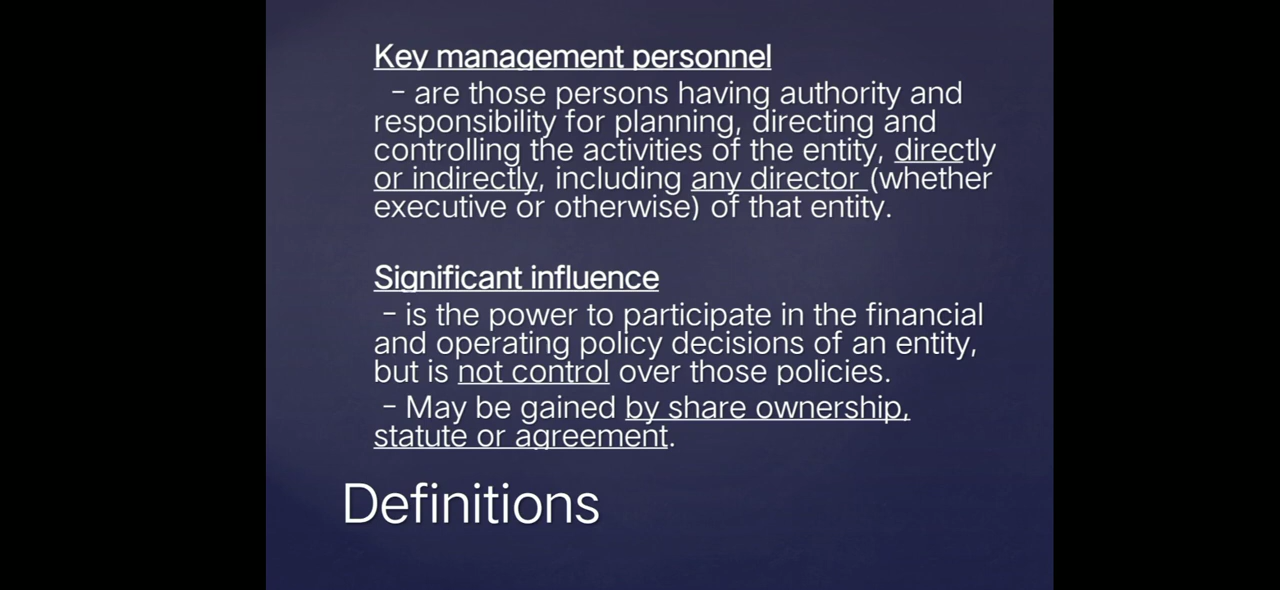 Key management personnel
– are those persons having authority and
responsibility for planning, directing and
controlling the activities of the entity, directly
or indirectly, including any director (whether
executive or otherwise) of that entity.
Significant influence
– is the power to participate in the financial
and operating policy decisions of an entity,
but is not control over those policies.
– May be gained by share ownership,
statute or agreement.
Definitions